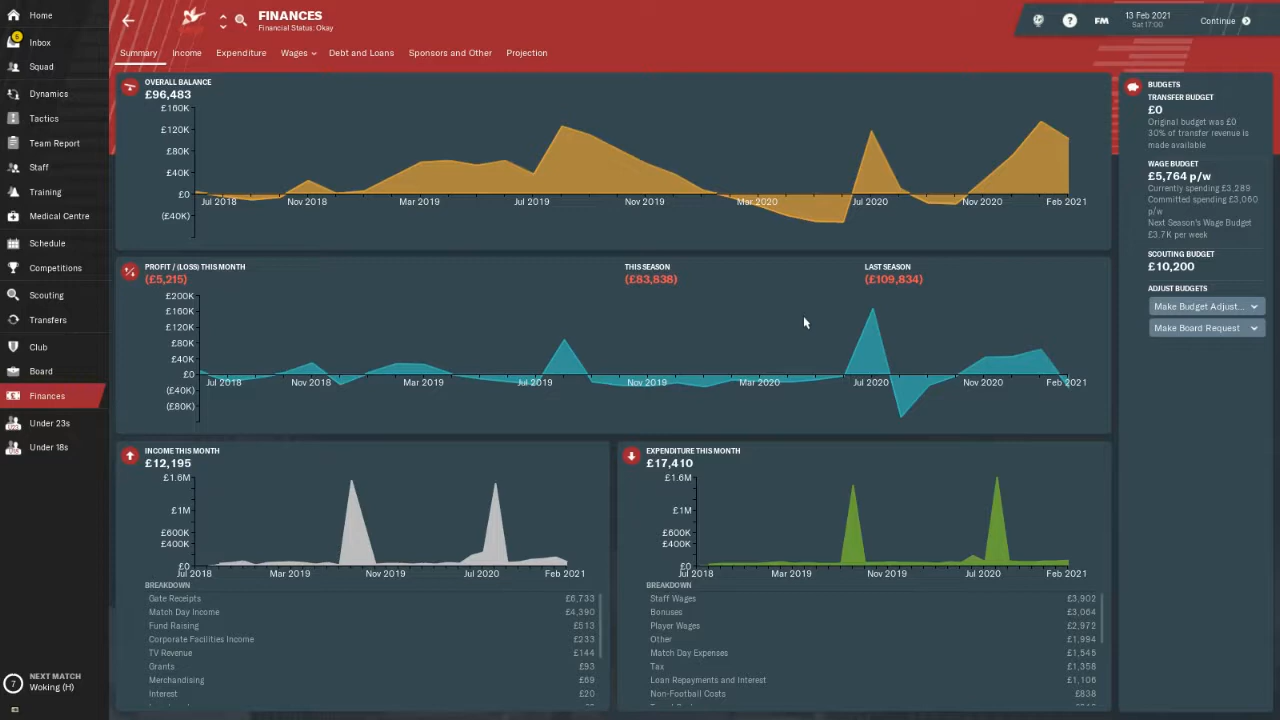 Home
6
Inbox
Squad
Dynamics
Tactics
Team Report
Staff
Training
Medical Centre
Schedule
Competitions
Scouting
Transfers
Club
Board
Finances
Under 23s
Under 18s
NEXT MATCH
7
Woking (H)
FINANCES
Financial Status: Okay
?
FM
13 Feb 2021
Sat 17:00
Continue
Summary
Income
Expenditure
Wages
Debt and Loans
Sponsors and Other
Projection
OVERALL BALANCE
£96,483
£160K
£120K
£80K
£40K
£0
(£40K)
Jul 2018
Nov 2018
Mar 2019
Jul 2019
Nov 2019
Mar 2020
Jul 2020
Nov 2020
Feb 2021
PROFIT / (LOSS) THIS MONTH
(£5,215)
THIS SEASON
(£83,838)
LAST SEASON
(£109,834)
£200K
£160K
£120K
£80K
£40K
£0
(£40K)
(£80K)
Jul 2018
Nov 2018
Mar 2019
Jul 2019
Nov 2019
Mar 2020
Jul 2020
Nov 2020
Feb 2021
INCOME THIS MONTH
£12,195
£1.6M
£1M
£600K
£400K
£0
Jul 2018
Mar 2019
Nov 2019
Jul 2020
Feb 2021
BREAKDOWN
Gate Receipts £6,733
Match Day Income £4,390
Fund Raising £513
Corporate Facilities Income £233
TV Revenue £144
Grants £93
Merchandising £69
Interest £20
EXPENDITURE THIS MONTH
£17,410
£1.6M
£1M
£600K
£400K
£0
Jul 2018
Mar 2019
Nov 2019
Jul 2020
Feb 2021
BREAKDOWN
Staff Wages £3,902
Bonuses £3,064
Player Wages £2,972
Other £1,994
Match Day Expenses £1,545
Tax £1,358
Loan Repayments and Interest £1,106
Non-Football Costs £838
BUDGETS
TRANSFER BUDGET
£0
Original budget was £0
30% of transfer revenue is
made available
WAGE BUDGET
£5,764 p/w
Currently spending £3,289
Committed spending £3,060
p/w
Next Season's Wage Budget
£3.7K per week
SCOUTING BUDGET
£10,200
ADJUST BUDGETS
Make Budget Adjust...
Make Board Request